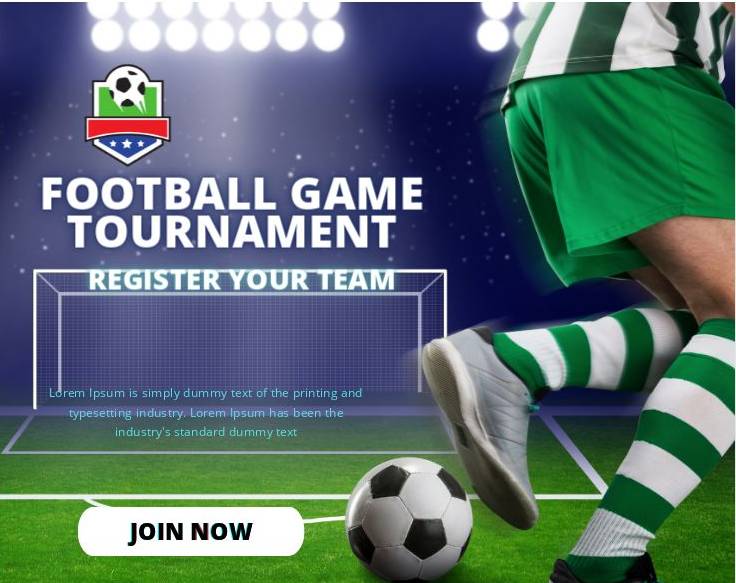 FOOTBALL GAME
TOURNAMENT
REGISTER YOUR TEAM
Lorem Ipsum is simply dummy text of the printing and
typesetting industry. Lorem Ipsum has been the
industry's standard dummy text
JOIN NOW